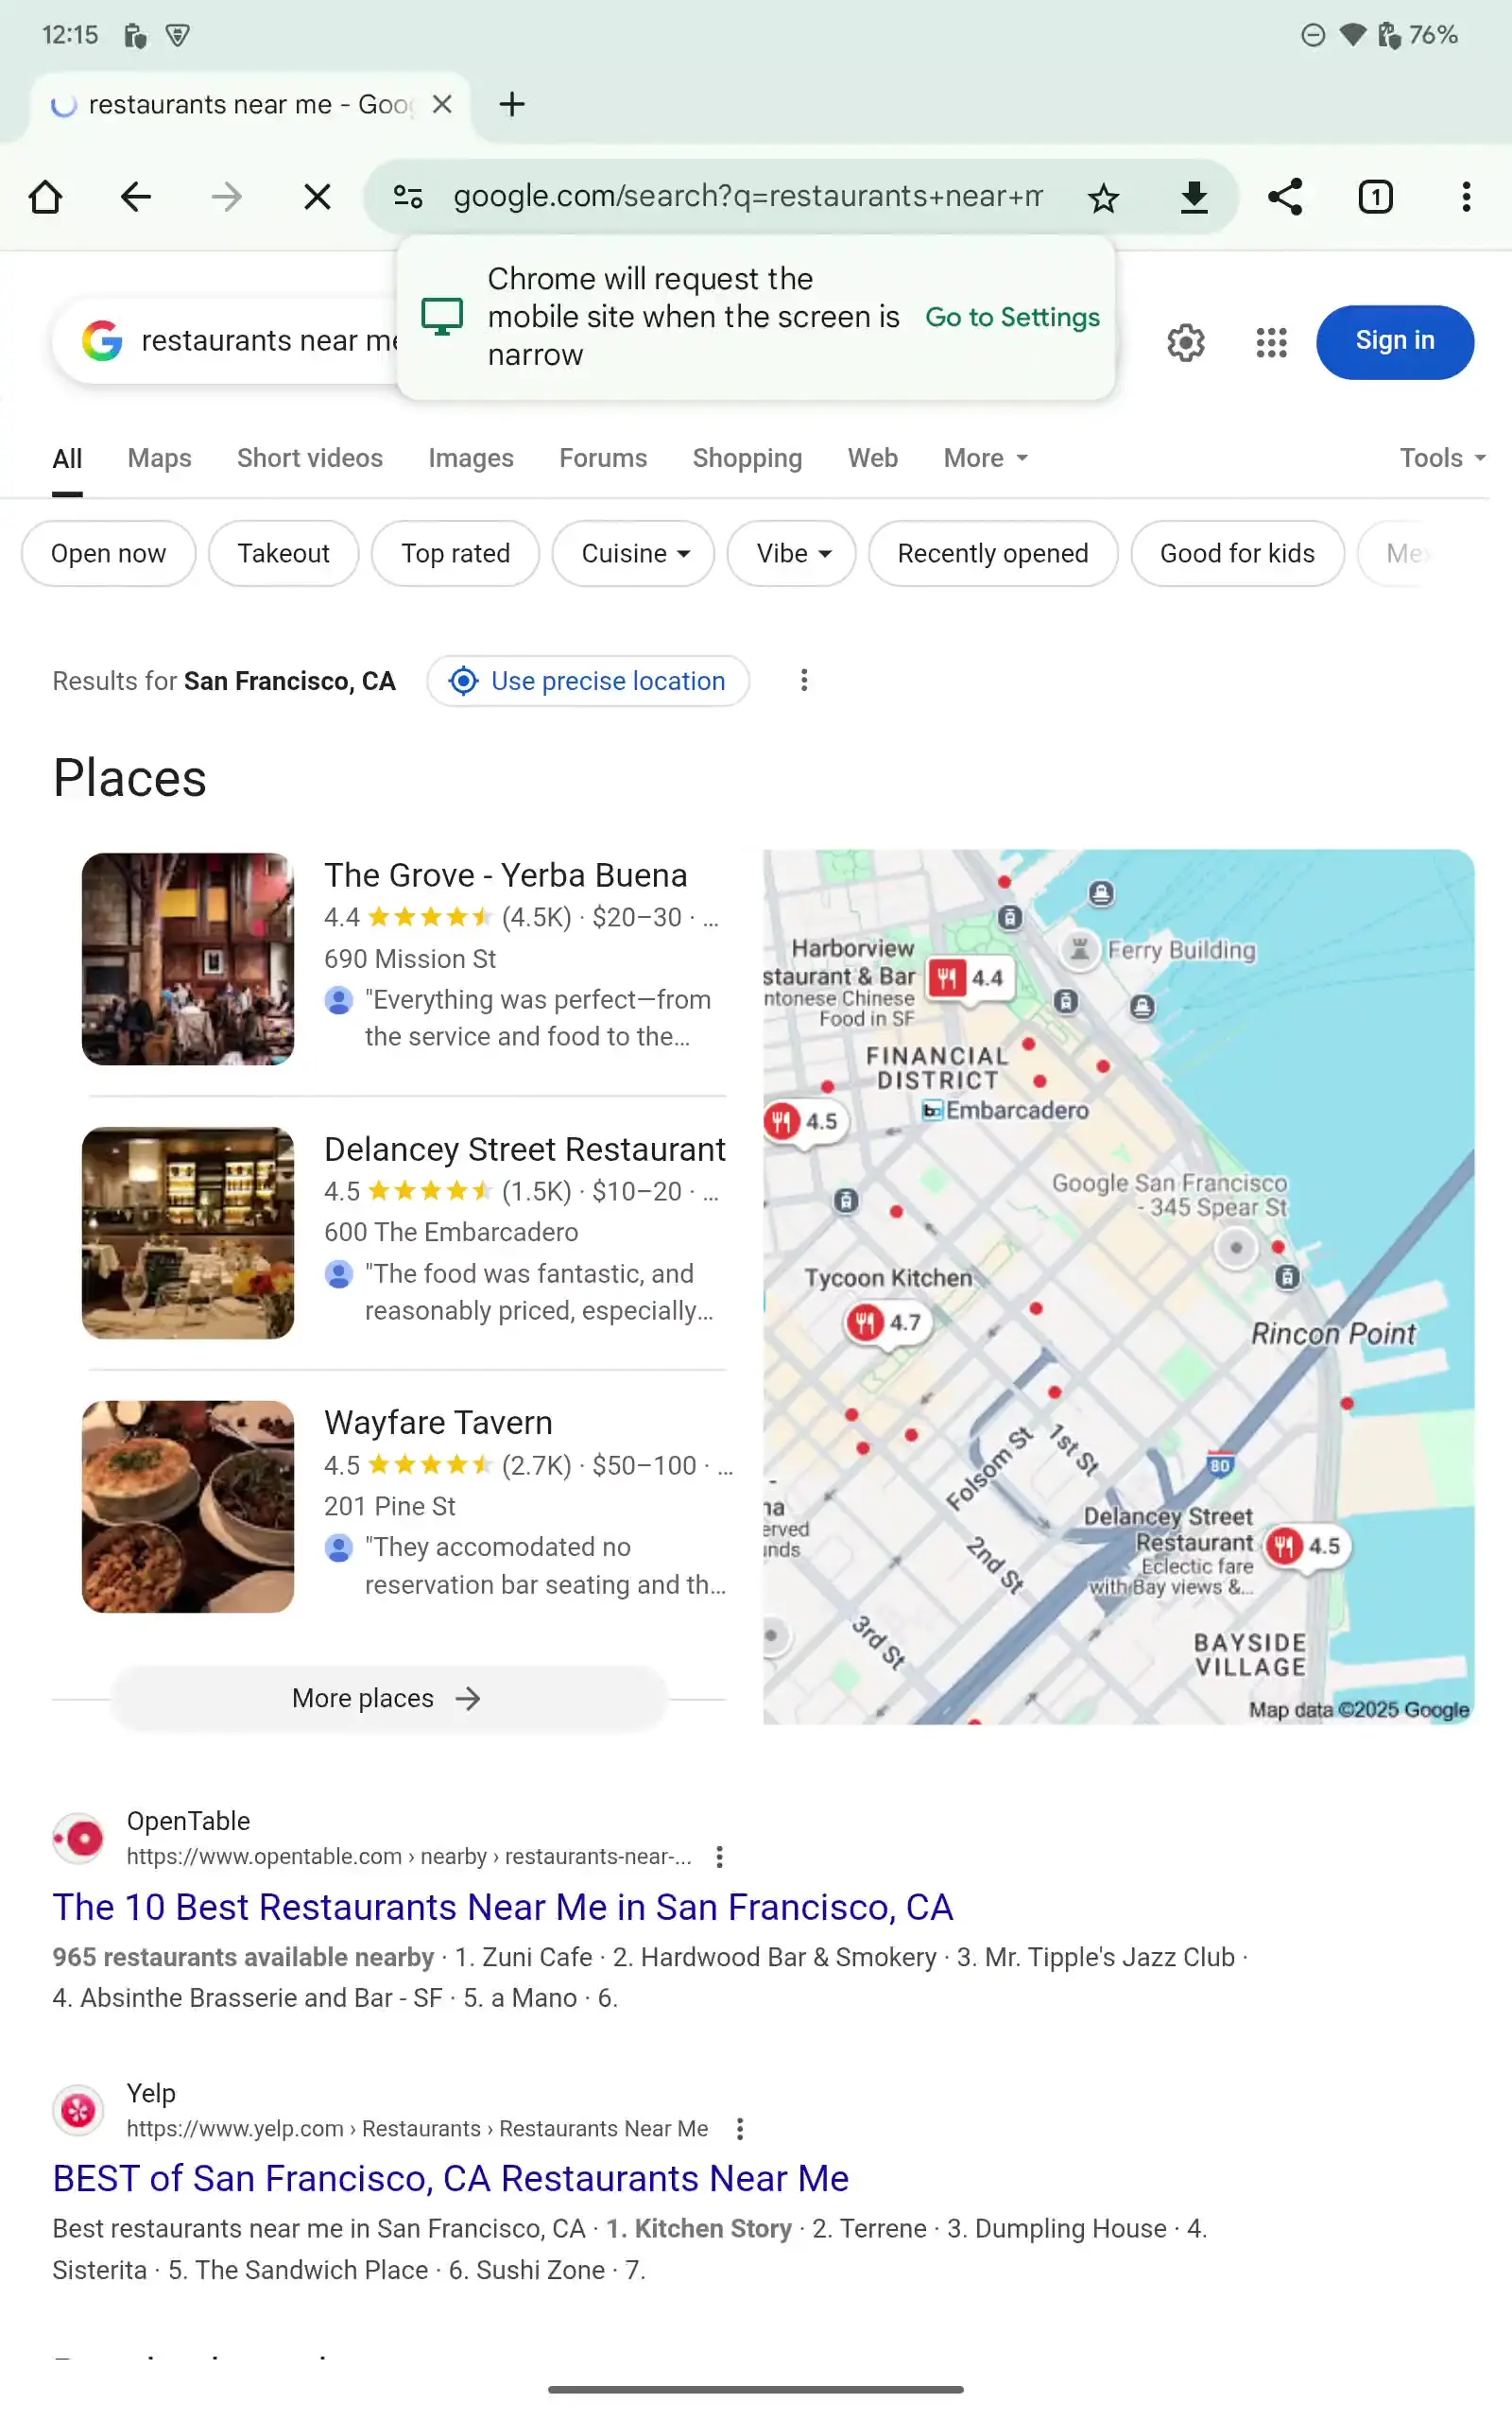 12:15
76%
restaurants near me - Goo
google.com/search?q=restaurants+near+m
1
Chrome will request the
mobile site when the screen is
narrow
Go to Settings
restaurants near me
Sign in
All Maps Short videos Images Forums Shopping Web More Tools
Open now Takeout Top rated Cuisine Vibe Recently opened Good for kids Mex
Results for San Francisco, CA Use precise location
Places
The Grove - Yerba Buena
4.4 (4.5K) · $20–30 · ...
690 Mission St
"Everything was perfect—from
the service and food to the...
Delancey Street Restaurant
4.5 (1.5K) · $10–20 · ...
600 The Embarcadero
"The food was fantastic, and
reasonably priced, especially...
Wayfare Tavern
4.5 (2.7K) · $50–100 · ...
201 Pine St
"They accomodated no
reservation bar seating and th...
More places
Ferry Building
Harborview
staurant & Bar
ntonese Chinese
Food in SF
4.4
FINANCIAL
DISTRICT
Embarcadero
4.5
Google San Francisco
- 345 Spear St
Tycoon Kitchen
4.7
Rincon Point
Folsom St
1st St
80
na
erved
unds
2nd St
Delancey Street
Restaurant
Eclectic fare
with Bay views &...
4.5
3rd St
BAYSIDE
VILLAGE
Map data ©2025 Google
OpenTable
https://www.opentable.com › nearby › restaurants-near-...
The 10 Best Restaurants Near Me in San Francisco, CA
965 restaurants available nearby · 1. Zuni Cafe · 2. Hardwood Bar & Smokery · 3. Mr. Tipple's Jazz Club ·
4. Absinthe Brasserie and Bar - SF · 5. a Mano · 6.
Yelp
https://www.yelp.com › Restaurants › Restaurants Near Me
BEST of San Francisco, CA Restaurants Near Me
Best restaurants near me in San Francisco, CA · 1. Kitchen Story · 2. Terrene · 3. Dumpling House · 4.
Sisterita · 5. The Sandwich Place · 6. Sushi Zone · 7.